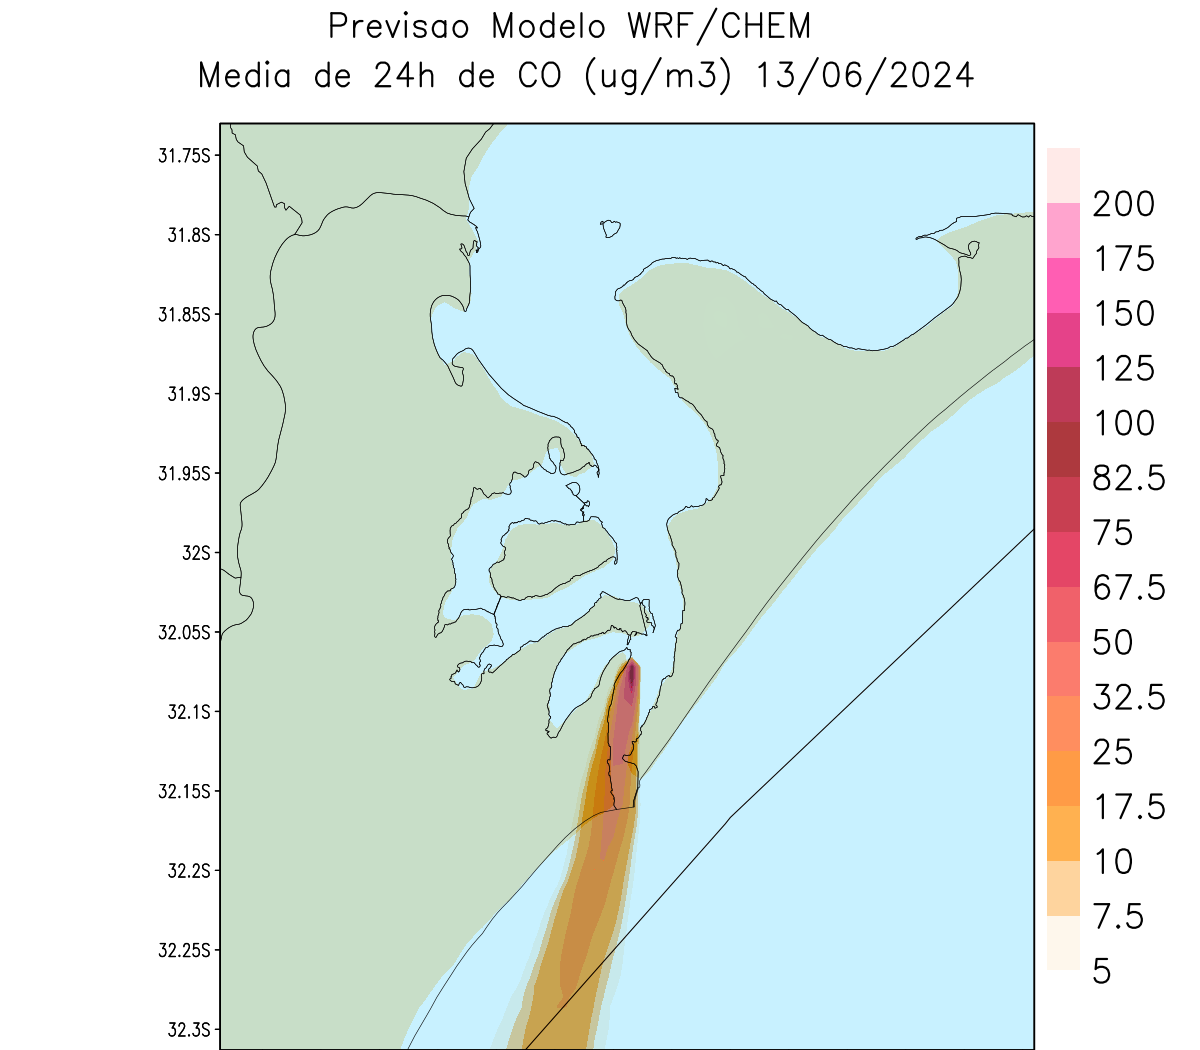 Previsao Modelo WRF/CHEM
Media de 24h de CO (ug/m3) 13/06/2024
31.75S
31.8S
31.85S
31.9S
31.95S
32S
32.05S
32.1S
32.15S
32.2S
32.25S
32.3S
200
175
150
125
100
82.5
75
67.5
50
32.5
25
17.5
10
7.5
5